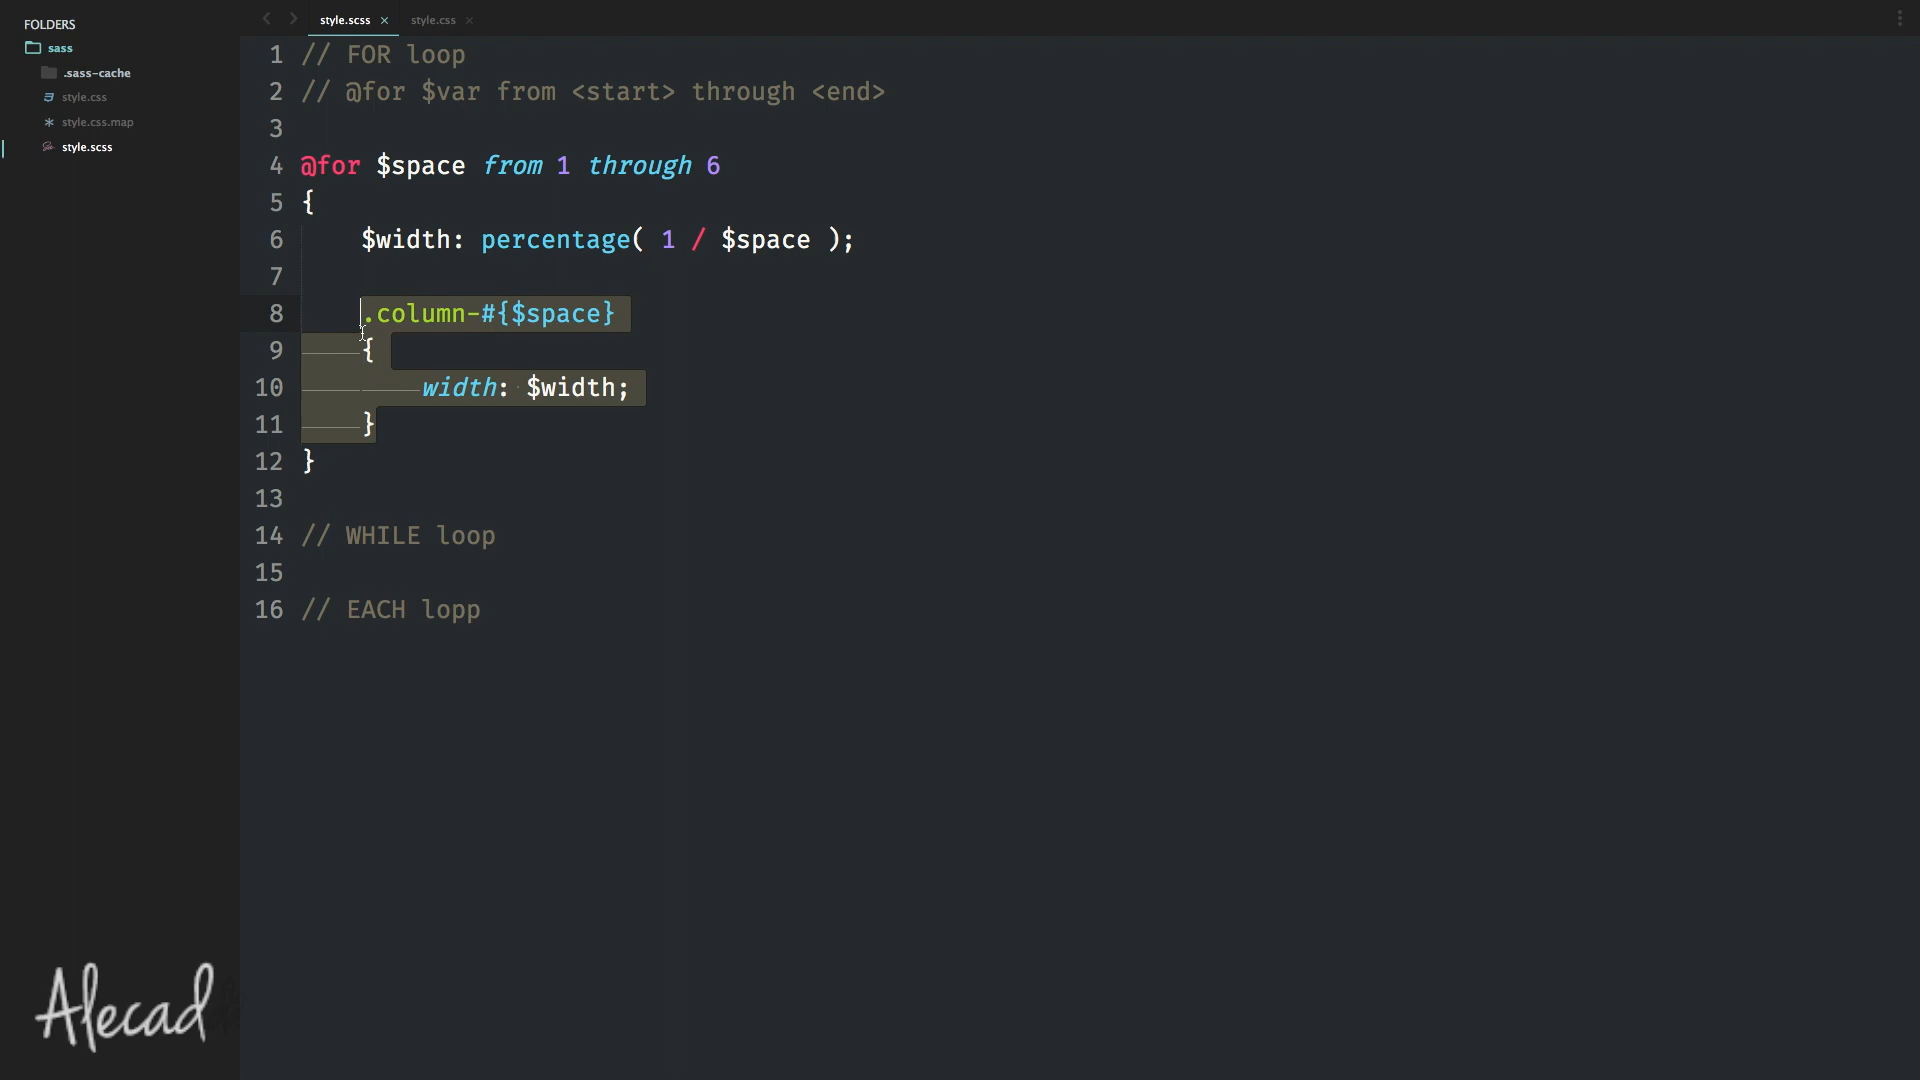 FOLDERS
sass
.sass-cache
style.css
style.css.map
style.scss
style.scss × style.css ×
1 // FOR loop
2 // @for $var from <start> through <end>
3
4 @for $space from 1 through 6
5 {
6 $width: percentage( 1 / $space );
7
8 .column-#{$space}
9 {
10 width: $width;
11 }
12 }
13
14 // WHILE loop
15
16 // EACH lopp
Alecad